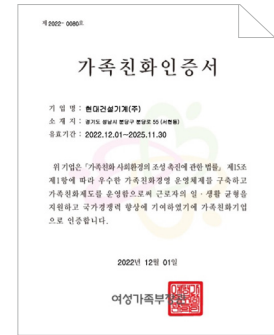 제 2022- 0080호
가족친화인증서
기 업 명 : 현대건설기계(주)
소 재 지 : 경기도 성남시 분당구 분당로 55 (서현동)
유효기간 : 2022.12.01~2025.11.30
위 기업은 「가족친화 사회환경의 조성 촉진에 관한 법률」 제15조
제1항에 따라 우수한 가족친화경영 운영체제를 구축하고
가족친화제도를 운영함으로써 근로자의 일 · 생활 균형을
지원하고 국가경쟁력 향상에 기여하였기에 가족친화기업
으로 인증합니다.
2022년 12월 01일
여성가족부장관